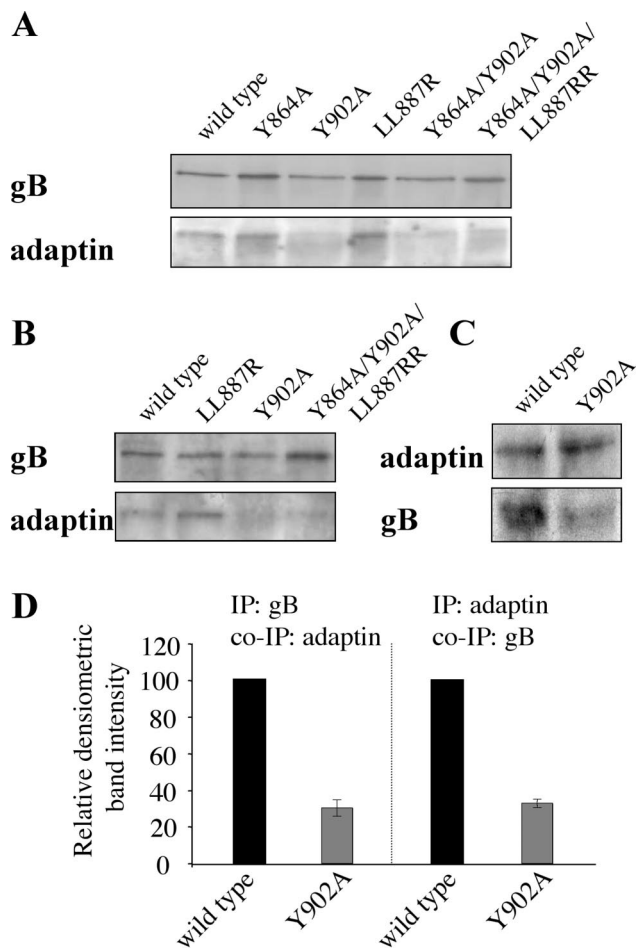 A
wild type
Y864A
Y902A
LL887R
Y864A/Y902A
Y864A/Y902A/
LL887RR
gB
adaptin
B
wild type
LL887R
Y902A
Y864A/Y902A/
LL887RR
gB
adaptin
C
wild type
Y902A
adaptin
gB
D
IP: gB
co-IP: adaptin
IP: adaptin
co-IP: gB
Relative densiometric
band intensity
120
100
80
60
40
20
0
wild type
Y902A
wild type
Y902A